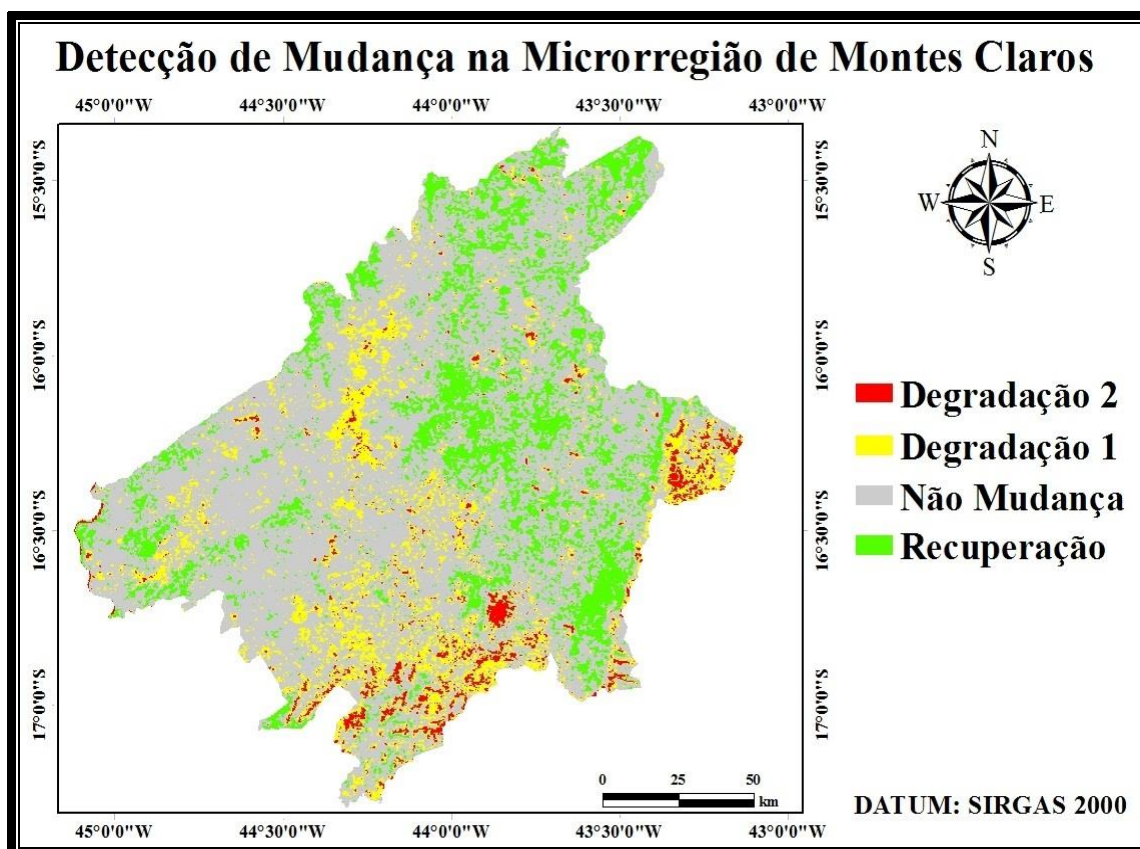 Detecção de Mudança na Microrregião de Montes Claros
45°0'0"W 44°30'0"W 44°0'0"W 43°30'0"W 43°0'0"W
15°30'0"S 15°30'0"S
16°0'0"S 16°0'0"S
16°30'0"S 16°30'0"S
17°0'0"S 17°0'0"S
N
W E
S
Degradação 2
Degradação 1
Não Mudança
Recuperação
0 25 50
km
DATUM: SIRGAS 2000
45°0'0"W 44°30'0"W 44°0'0"W 43°30'0"W 43°0'0"W